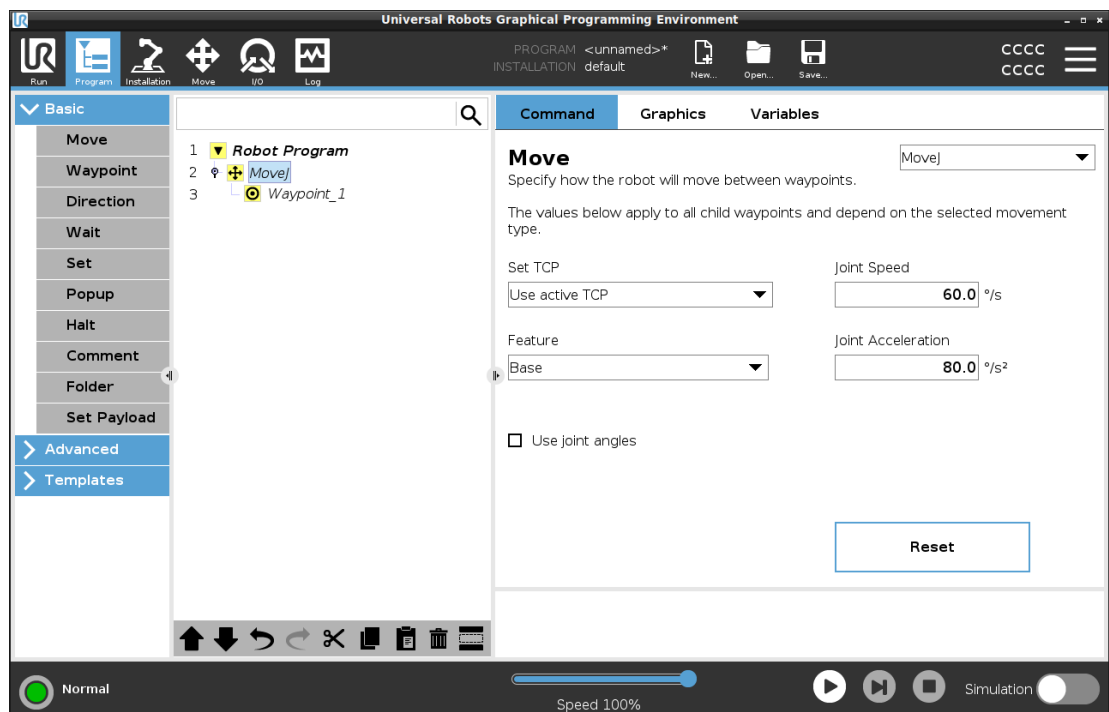 Universal Robots Graphical Programming Environment
UR
Run
Program
Installation
Move
I/O
Log
PROGRAM <unnamed>*
INSTALLATION default
New...
Open...
Save...
CCCC
CCCC
Basic
Move
Waypoint
Direction
Wait
Set
Popup
Halt
Comment
Folder
Set Payload
Advanced
Templates
1 Robot Program
2 MoveJ
3 Waypoint_1
Command Graphics Variables
Move
MoveJ
Specify how the robot will move between waypoints.
The values below apply to all child waypoints and depend on the selected movement
type.
Set TCP
Joint Speed
Use active TCP
60.0 °/s
Feature
Joint Acceleration
Base
80.0 °/s²
Use joint angles
Reset
Normal
Speed 100%
Simulation